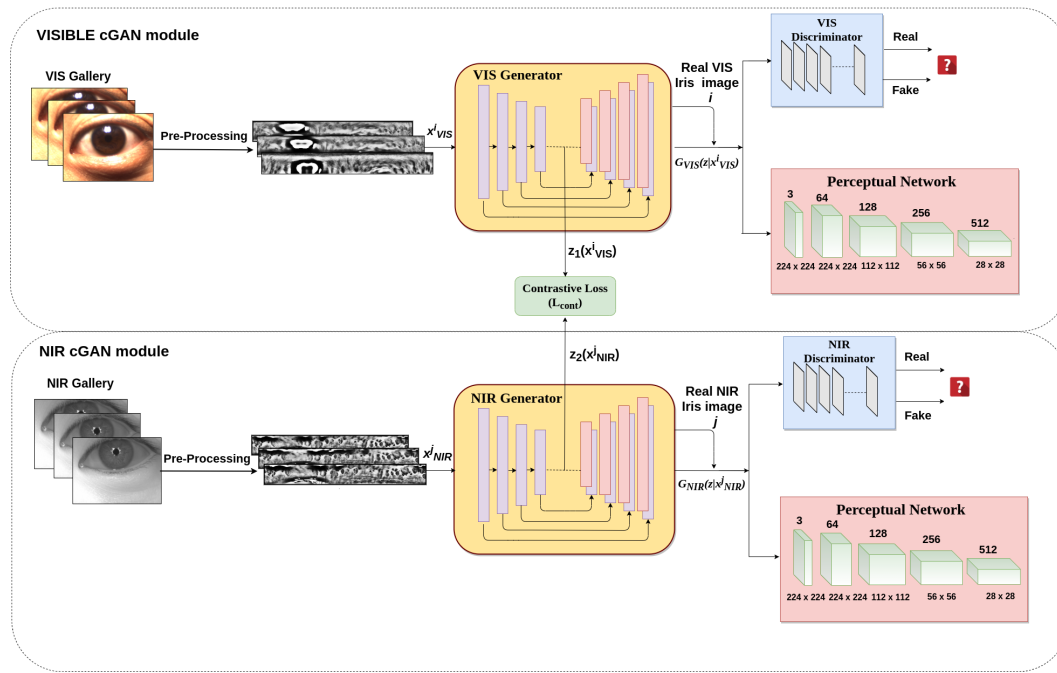 VISIBLE cGAN module
VIS Gallery
Pre-Processing
x^i_VIS
VIS Generator
Real VIS
Iris image
i
G_VIS(z|x^i_VIS)
VIS
Discriminator
Real
?
Fake
Perceptual Network
3
64
128
256
512
224 x 224
224 x 224
112 x 112
56 x 56
28 x 28
z_1(x^i_VIS)
Contrastive Loss
(L_cont)
z_2(x^j_NIR)
NIR cGAN module
NIR Gallery
Pre-Processing
x^j_NIR
NIR Generator
Real NIR
Iris image
j
G_NIR(z|x^j_NIR)
NIR
Discriminator
Real
?
Fake
Perceptual Network
3
64
128
256
512
224 x 224
224 x 224
112 x 112
56 x 56
28 x 28